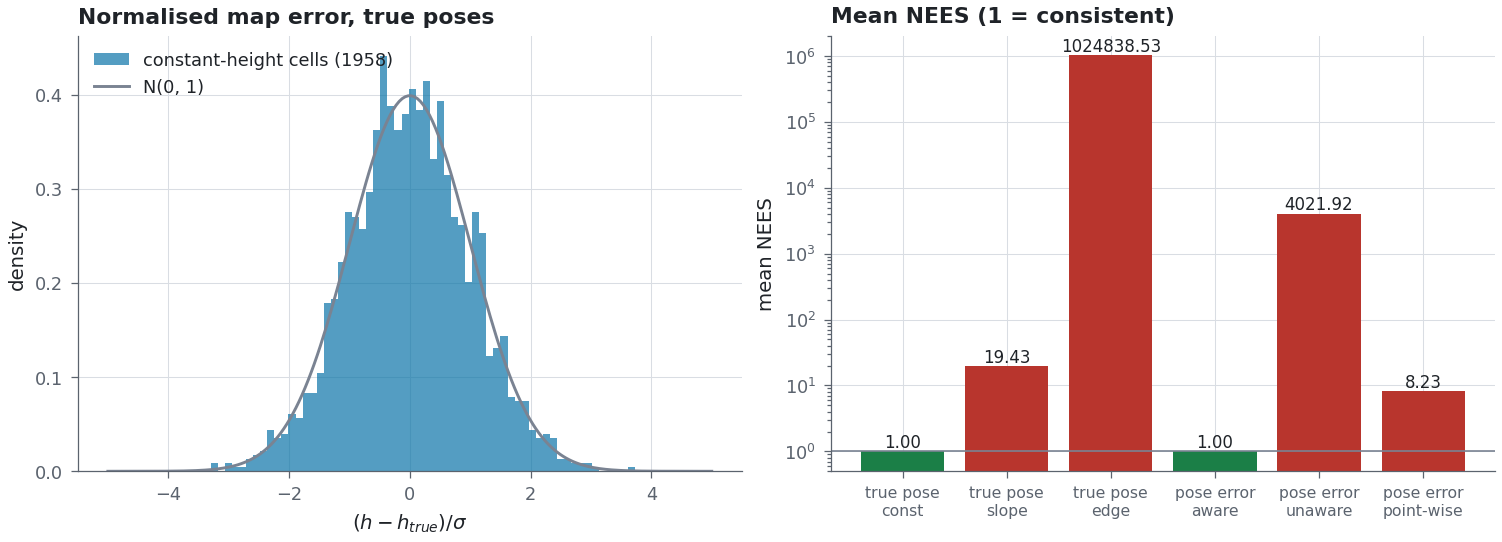 Normalised map error, true poses
constant-height cells (1958)
N(0, 1)
density
0.4
0.3
0.2
0.1
0.0
−4
−2
0
2
4
(h − h_true)/σ
Mean NEES (1 = consistent)
mean NEES
10^6
10^5
10^4
10^3
10^2
10^1
10^0
1.00
19.43
1024838.53
1.00
4021.92
8.23
true pose
const
true pose
slope
true pose
edge
pose error
aware
pose error
unaware
pose error
point-wise